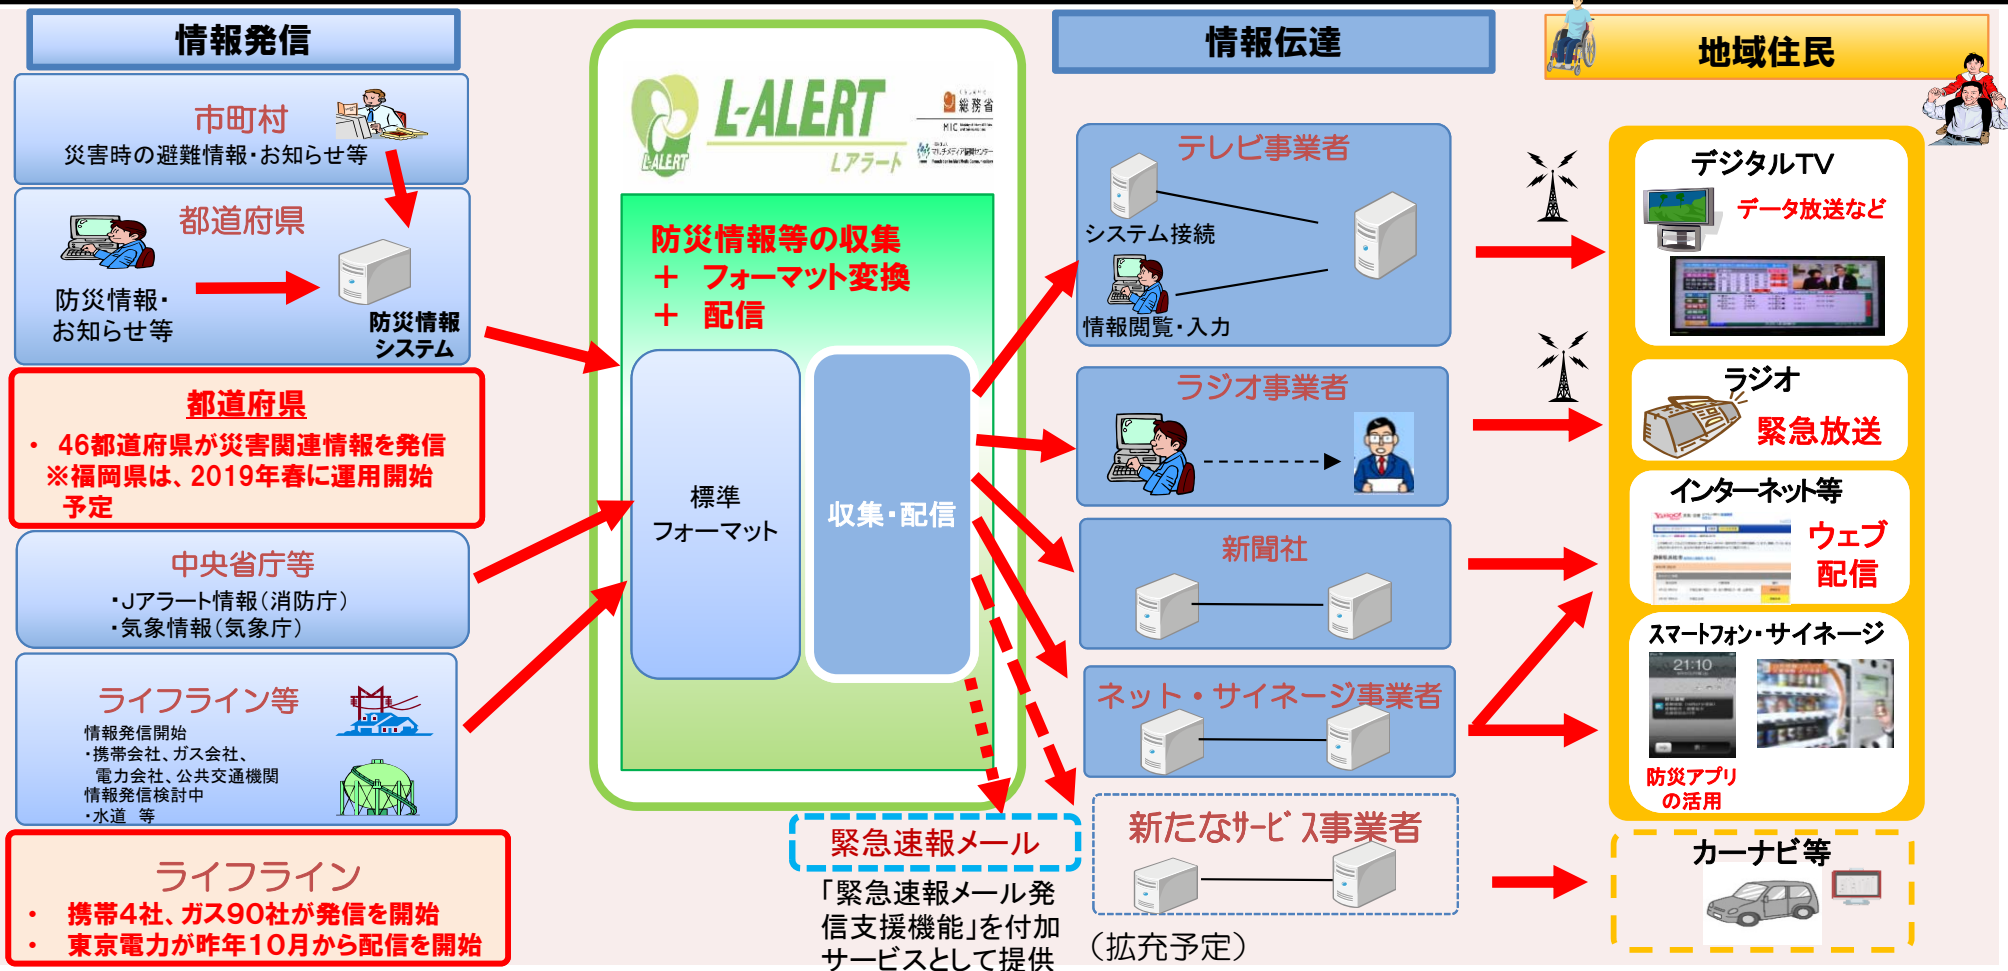 情報発信
市町村
災害時の避難情報・お知らせ等
都道府県
防災情報・
お知らせ等
防災情報
システム
都道府県
・ 46都道府県が災害関連情報を発信
※福岡県は、2019年春に運用開始
予定
中央省庁等
・Jアラート情報(消防庁)
・気象情報(気象庁)
ライフライン等
情報発信開始
・携帯会社、ガス会社、
電力会社、公共交通機関
情報発信検討中
・水道 等
ライフライン
・ 携帯4社、ガス90社が発信を開始
・ 東京電力が昨年10月から配信を開始
L-ALERT
L-ALERT
Lアラート
総務省
MIC
マルチメディア振興センター
防災情報等の収集
＋ フォーマット変換
＋ 配信
標準
フォーマット
収集・配信
緊急速報メール
「緊急速報メール発
信支援機能」を付加
サービスとして提供
情報伝達
テレビ事業者
システム接続
情報閲覧・入力
ラジオ事業者
新聞社
ネット・サイネージ事業者
新たなサービス事業者
(拡充予定)
地域住民
デジタルTV
データ放送など
ラジオ
緊急放送
インターネット等
ウェブ
配信
スマートフォン・サイネージ
21:10
防災アプリ
の活用
カーナビ等